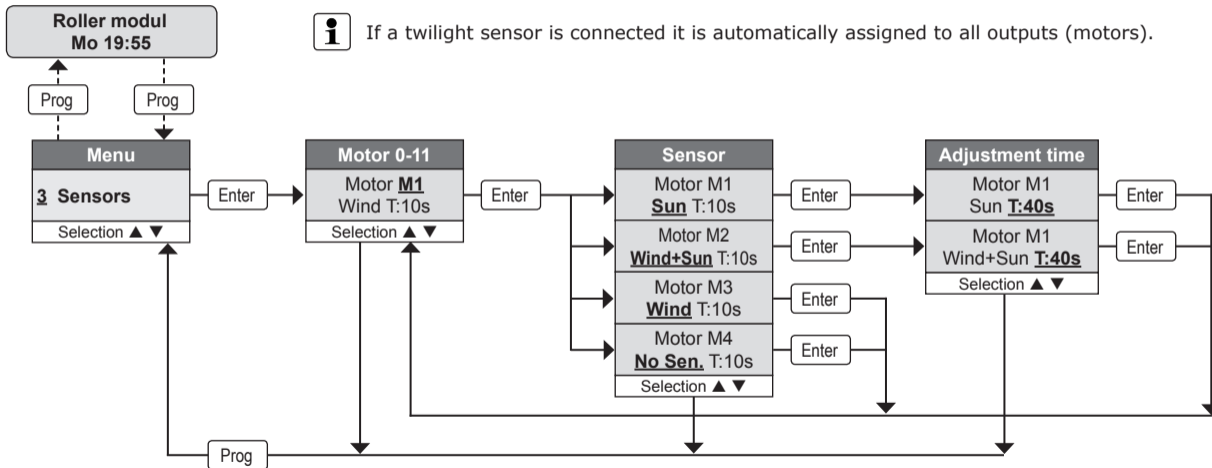 Roller modul
Mo 19:55
i If a twilight sensor is connected it is automatically assigned to all outputs (motors).
Prog
Prog
Menu
3 Sensors
Selection ▲ ▼
Enter
Motor 0-11
Motor M1
Wind T:10s
Selection ▲ ▼
Enter
Sensor
Motor M1
Sun T:10s
Motor M2
Wind+Sun T:10s
Motor M3
Wind T:10s
Motor M4
No Sen. T:10s
Selection ▲ ▼
Enter
Enter
Enter
Enter
Adjustment time
Motor M1
Sun T:40s
Motor M1
Wind+Sun T:40s
Selection ▲ ▼
Enter
Enter
Prog